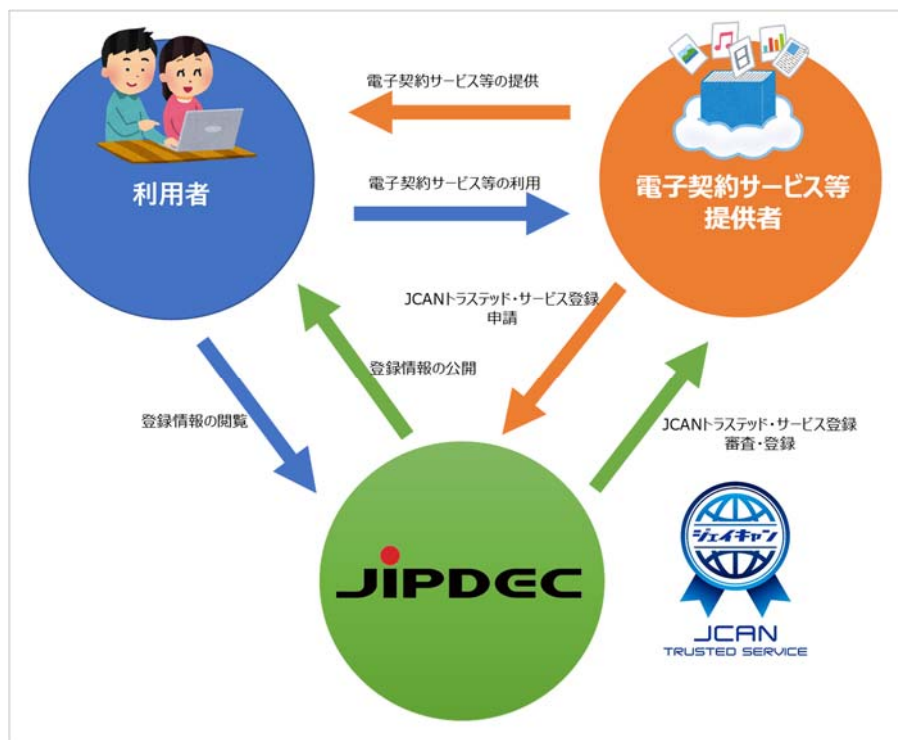 電子契約サービス等の提供
利用者
電子契約サービス等の利用
電子契約サービス等
提供者
JCANトラステッド・サービス登録
申請
登録情報の公開
登録情報の閲覧
JCANトラステッド・サービス登録
審査・登録
JIPDEC
ジェイキャン
JCAN
TRUSTED SERVICE